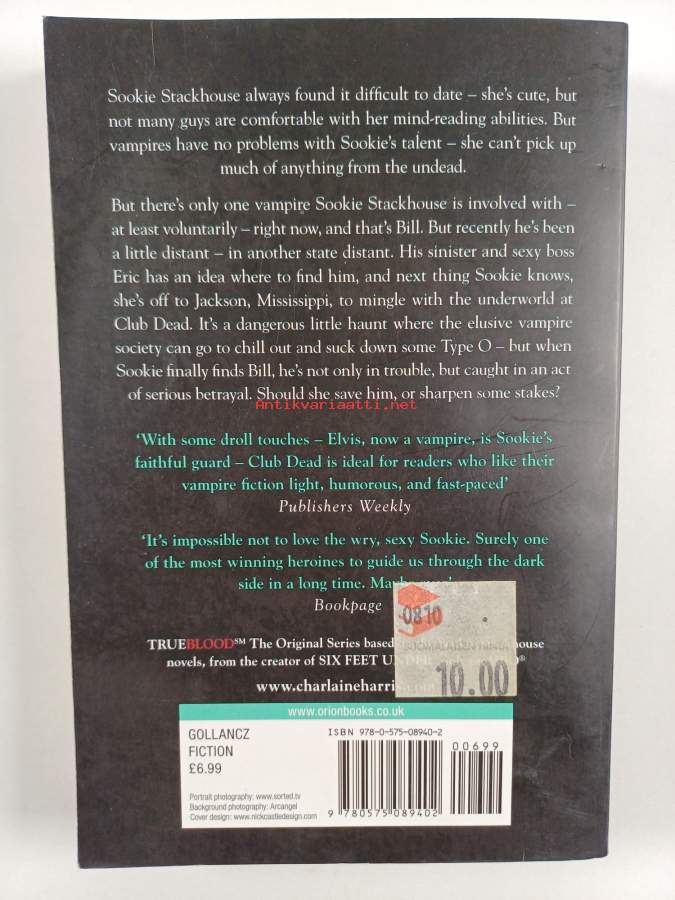 Sookie Stackhouse always found it difficult to date – she's cute, but
not many guys are comfortable with her mind-reading abilities. But
vampires have no problems with Sookie's talent – she can't pick up
much of anything from the undead.
But there's only one vampire Sookie Stackhouse is involved with –
at least voluntarily – right now, and that's Bill. But recently he's been
a little distant – in another state distant. His sinister and sexy boss
Eric has an idea where to find him, and next thing Sookie knows,
she's off to Jackson, Mississippi, to mingle with the underworld at
Club Dead. It's a dangerous little haunt where the elusive vampire
society can go to chill out and suck down some Type O – but when
Sookie finally finds Bill, he's not only in trouble, but caught in an act
of serious betrayal. Should she save him, or sharpen some stakes?
Antikvariaatti.net
'With some droll touches – Elvis, now a vampire, is Sookie's
faithful guard – Club Dead is ideal for readers who like their
vampire fiction light, humorous, and fast-paced'
Publishers Weekly
'It's impossible not to love the wry, sexy Sookie. Surely one
of the most winning heroines to guide us through the dark
side in a long time.
Bookpage
0810
SUOMALAINEN
10.00
TRUEBLOOD℠ The Original Series based house
novels, from the creator of SIX FEET UNDER
www.charlaineharris.com
www.orionbooks.co.uk
GOLLANCZ
FICTION
£6.99
ISBN 978-0-575-08940-2
00699
Portrait photography: www.sorted.tv
Background photography: Arcangel
Cover design: www.nickcastledesign.com
9 780575 089402